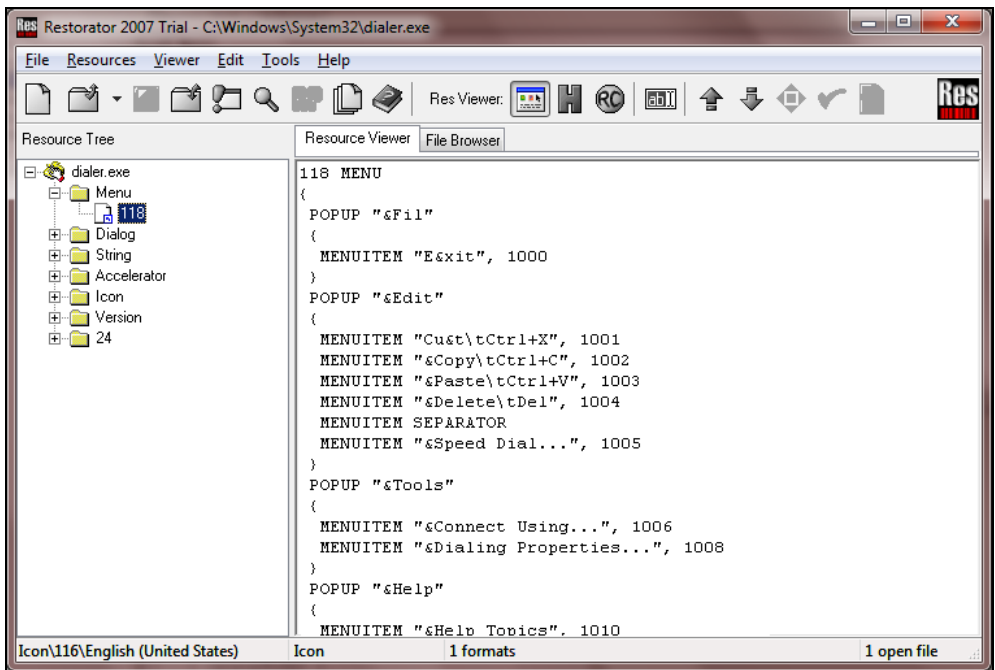 Restorator 2007 Trial - C:\Windows\System32\dialer.exe
File Resources Viewer Edit Tools Help
Res Viewer:
H
RC
ab
Res
Resource Tree
Resource Viewer
File Browser
dialer.exe
Menu
118
Dialog
String
Accelerator
Icon
Version
24
118 MENU
{
POPUP "&Fil"
{
MENUITEM "E&xit", 1000
}
POPUP "&Edit"
{
MENUITEM "Cu&t\tCtrl+X", 1001
MENUITEM "&Copy\tCtrl+C", 1002
MENUITEM "&Paste\tCtrl+V", 1003
MENUITEM "&Delete\tDel", 1004
MENUITEM SEPARATOR
MENUITEM "&Speed Dial...", 1005
}
POPUP "&Tools"
{
MENUITEM "&Connect Using...", 1006
MENUITEM "&Dialing Properties...", 1008
}
POPUP "&Help"
{
MENUITEM "&Help Topics", 1010
Icon\116\English (United States)
Icon
1 formats
1 open file